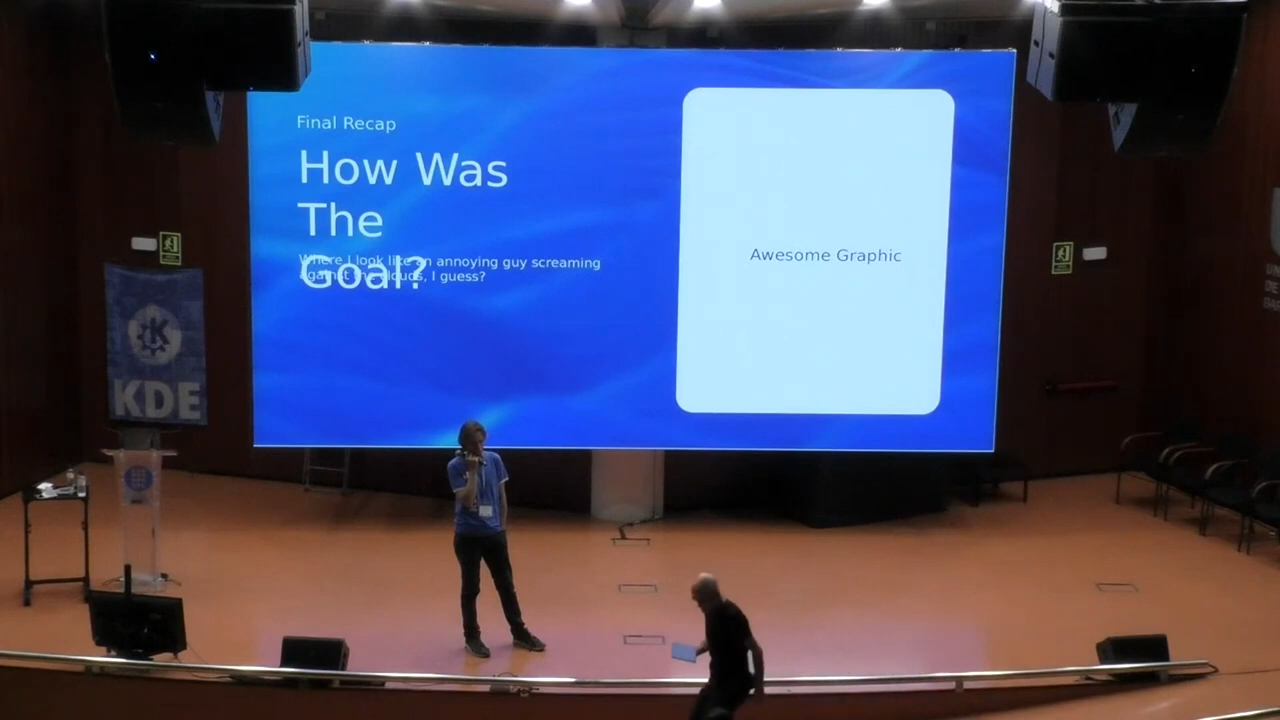 Final Recap
How Was
The
Goal?
Where I look like an annoying guy screaming
against clouds, I guess?
Awesome Graphic
KDE